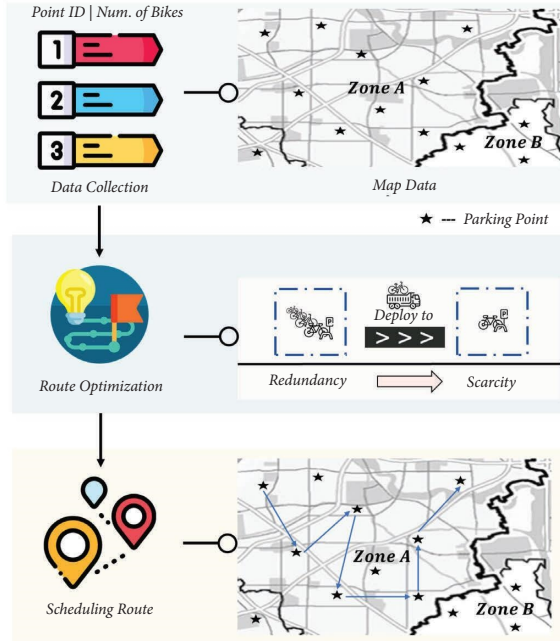 Point ID | Num. of Bikes
1
2
3
Data Collection
Zone A
Zone B
Map Data
★ --- Parking Point
Route Optimization
P
Deploy to
> > >
P
Redundancy
Scarcity
Scheduling Route
Zone A
Zone B